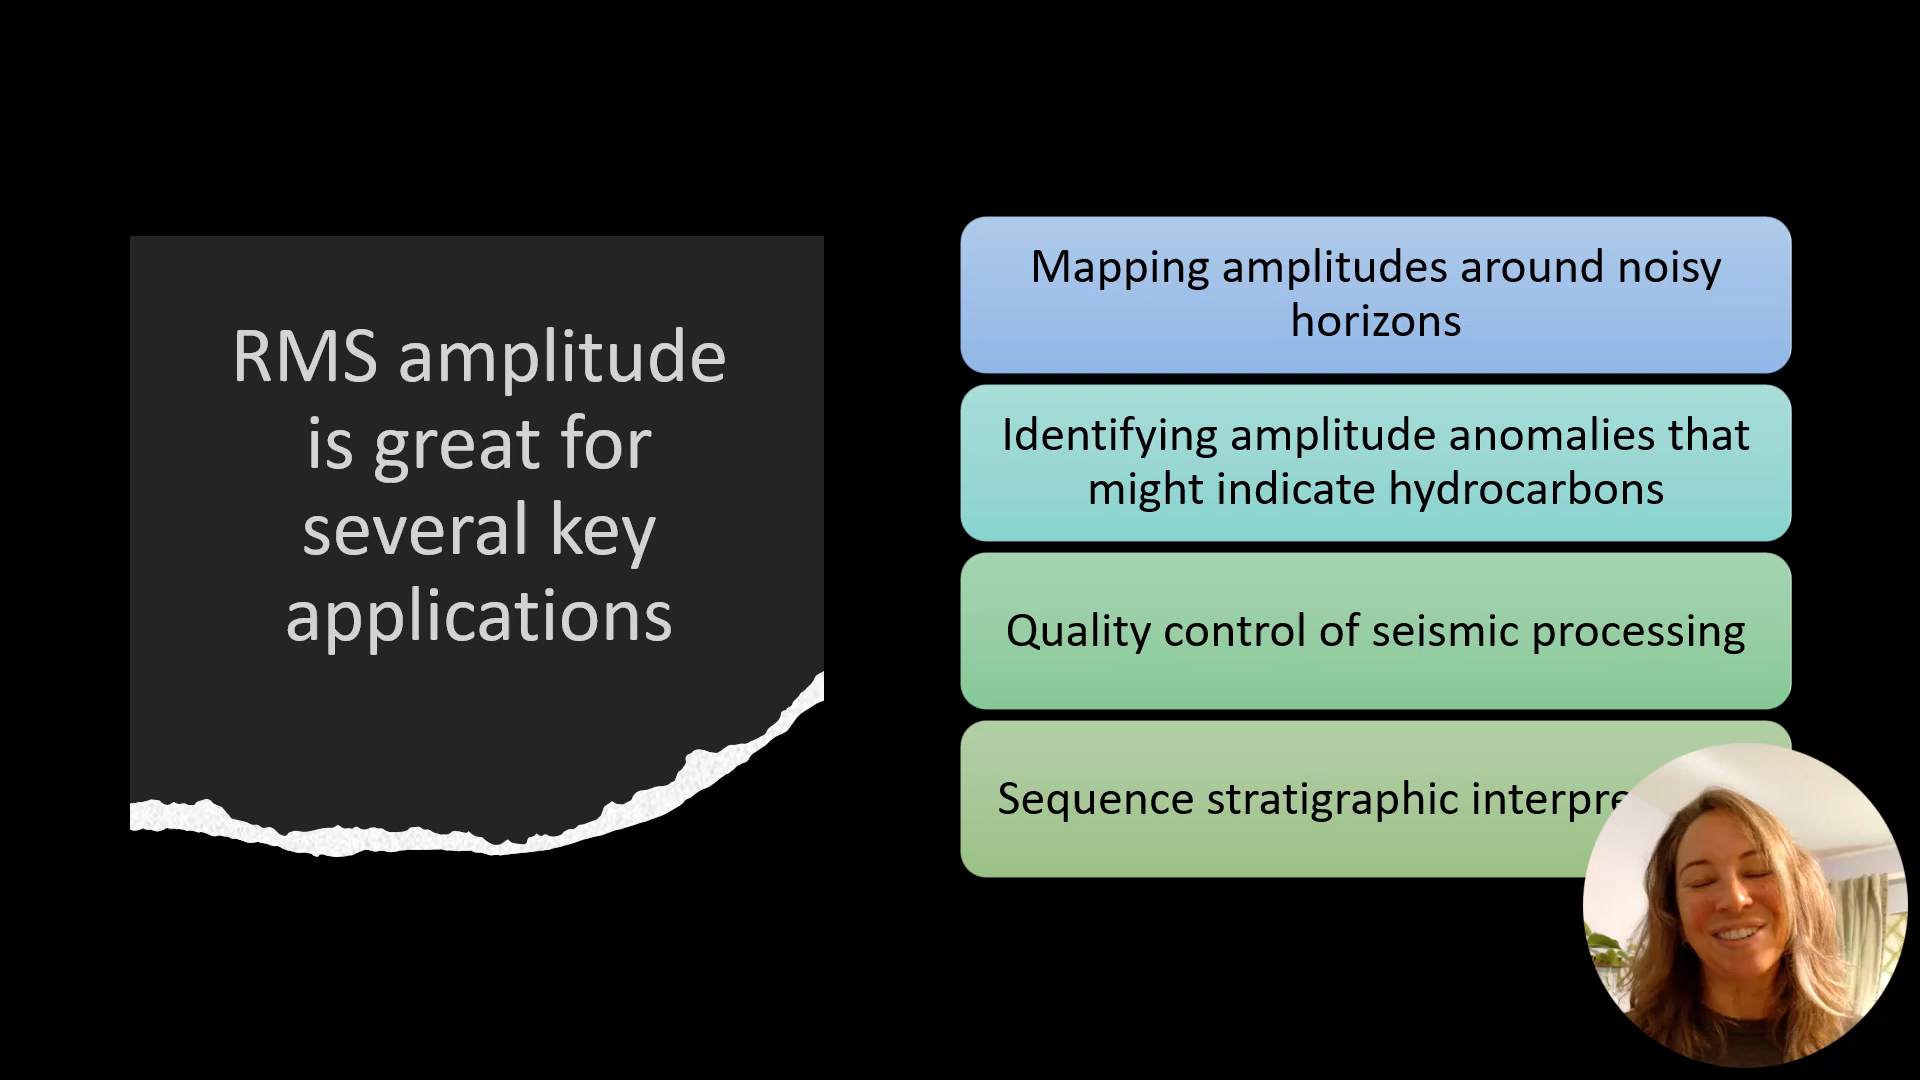 RMS amplitude
is great for
several key
applications
Mapping amplitudes around noisy
horizons
Identifying amplitude anomalies that
might indicate hydrocarbons
Quality control of seismic processing
Sequence stratigraphic